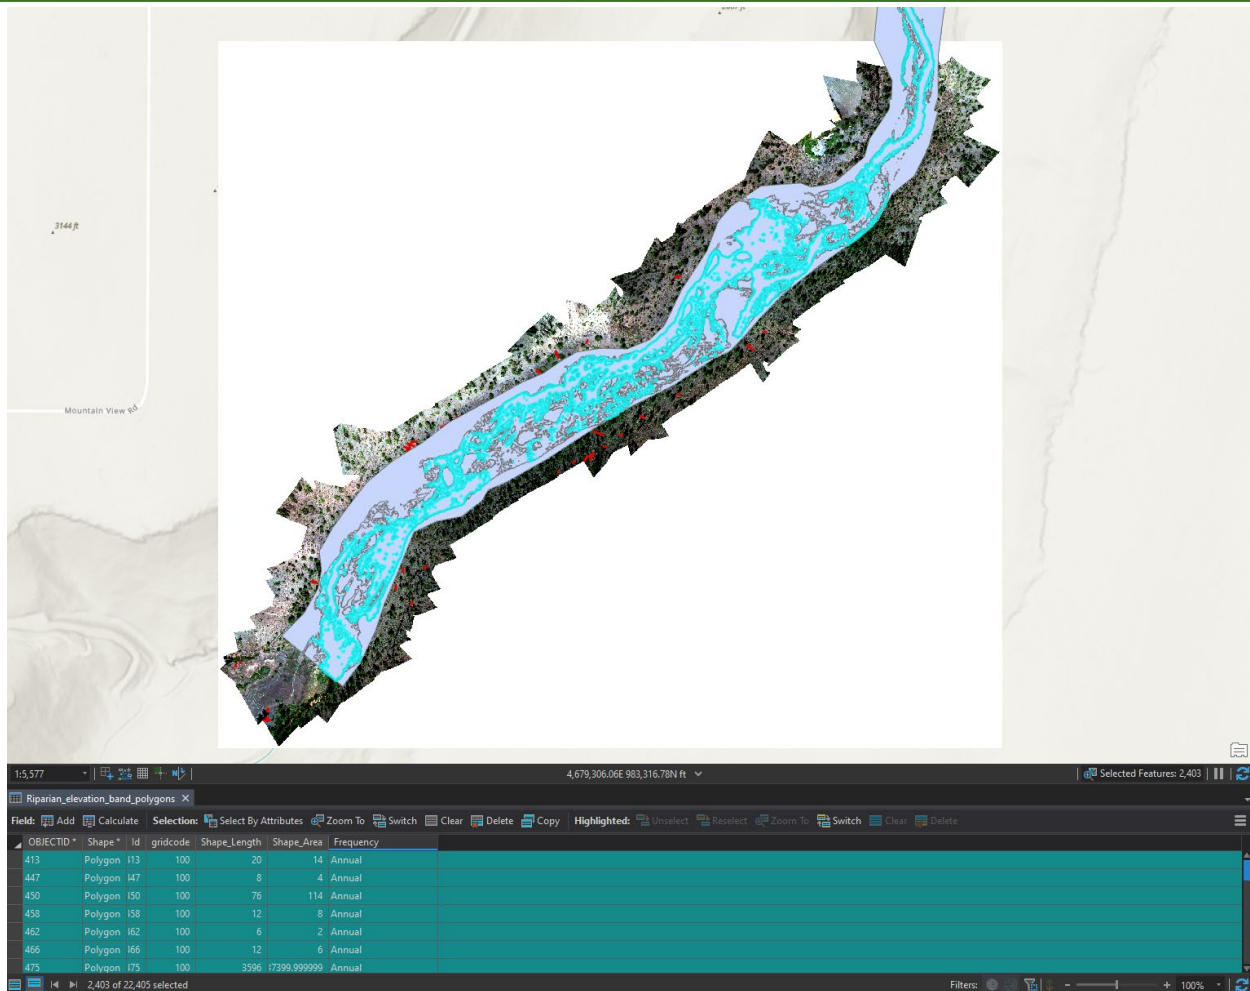 3144 ft
Mountain View Rd
1:5,577
4,679,306.06E 983,316.78N ft
Selected Features: 2,403
Riparian_elevation_band_polygons
Field: Add Calculate Selection: Select By Attributes Zoom To Switch Clear Delete Copy Highlighted: Unselect Reselect Zoom To Switch Clear Delete
OBJECTID * Shape * Id gridcode Shape_Length Shape_Area Frequency
413 Polygon 100 20 14 Annual
447 Polygon 100 8 4 Annual
450 Polygon 100 76 114 Annual
458 Polygon 100 12 8 Annual
462 Polygon 100 6 2 Annual
466 Polygon 100 12 6 Annual
475 Polygon 100 3596 7399.999999 Annual
2,403 of 22,405 selected
Filters:
100%